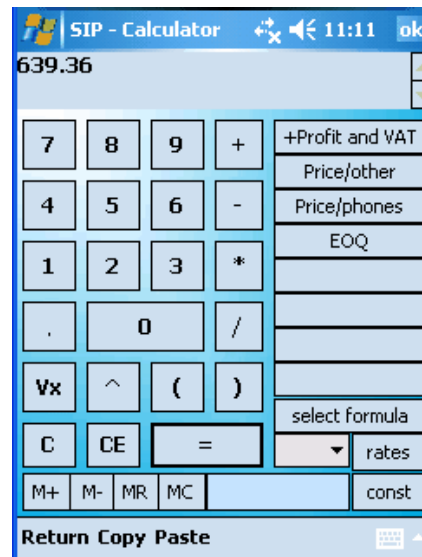 SIP - Calculator 11:11 ok
639.36
7 8 9 + +Profit and VAT
Price/other
4 5 6 - Price/phones
EOQ
1 2 3 *
. 0 /
Vx ^ ( )
select formula
C CE = rates
M+ M- MR MC const
Return Copy Paste